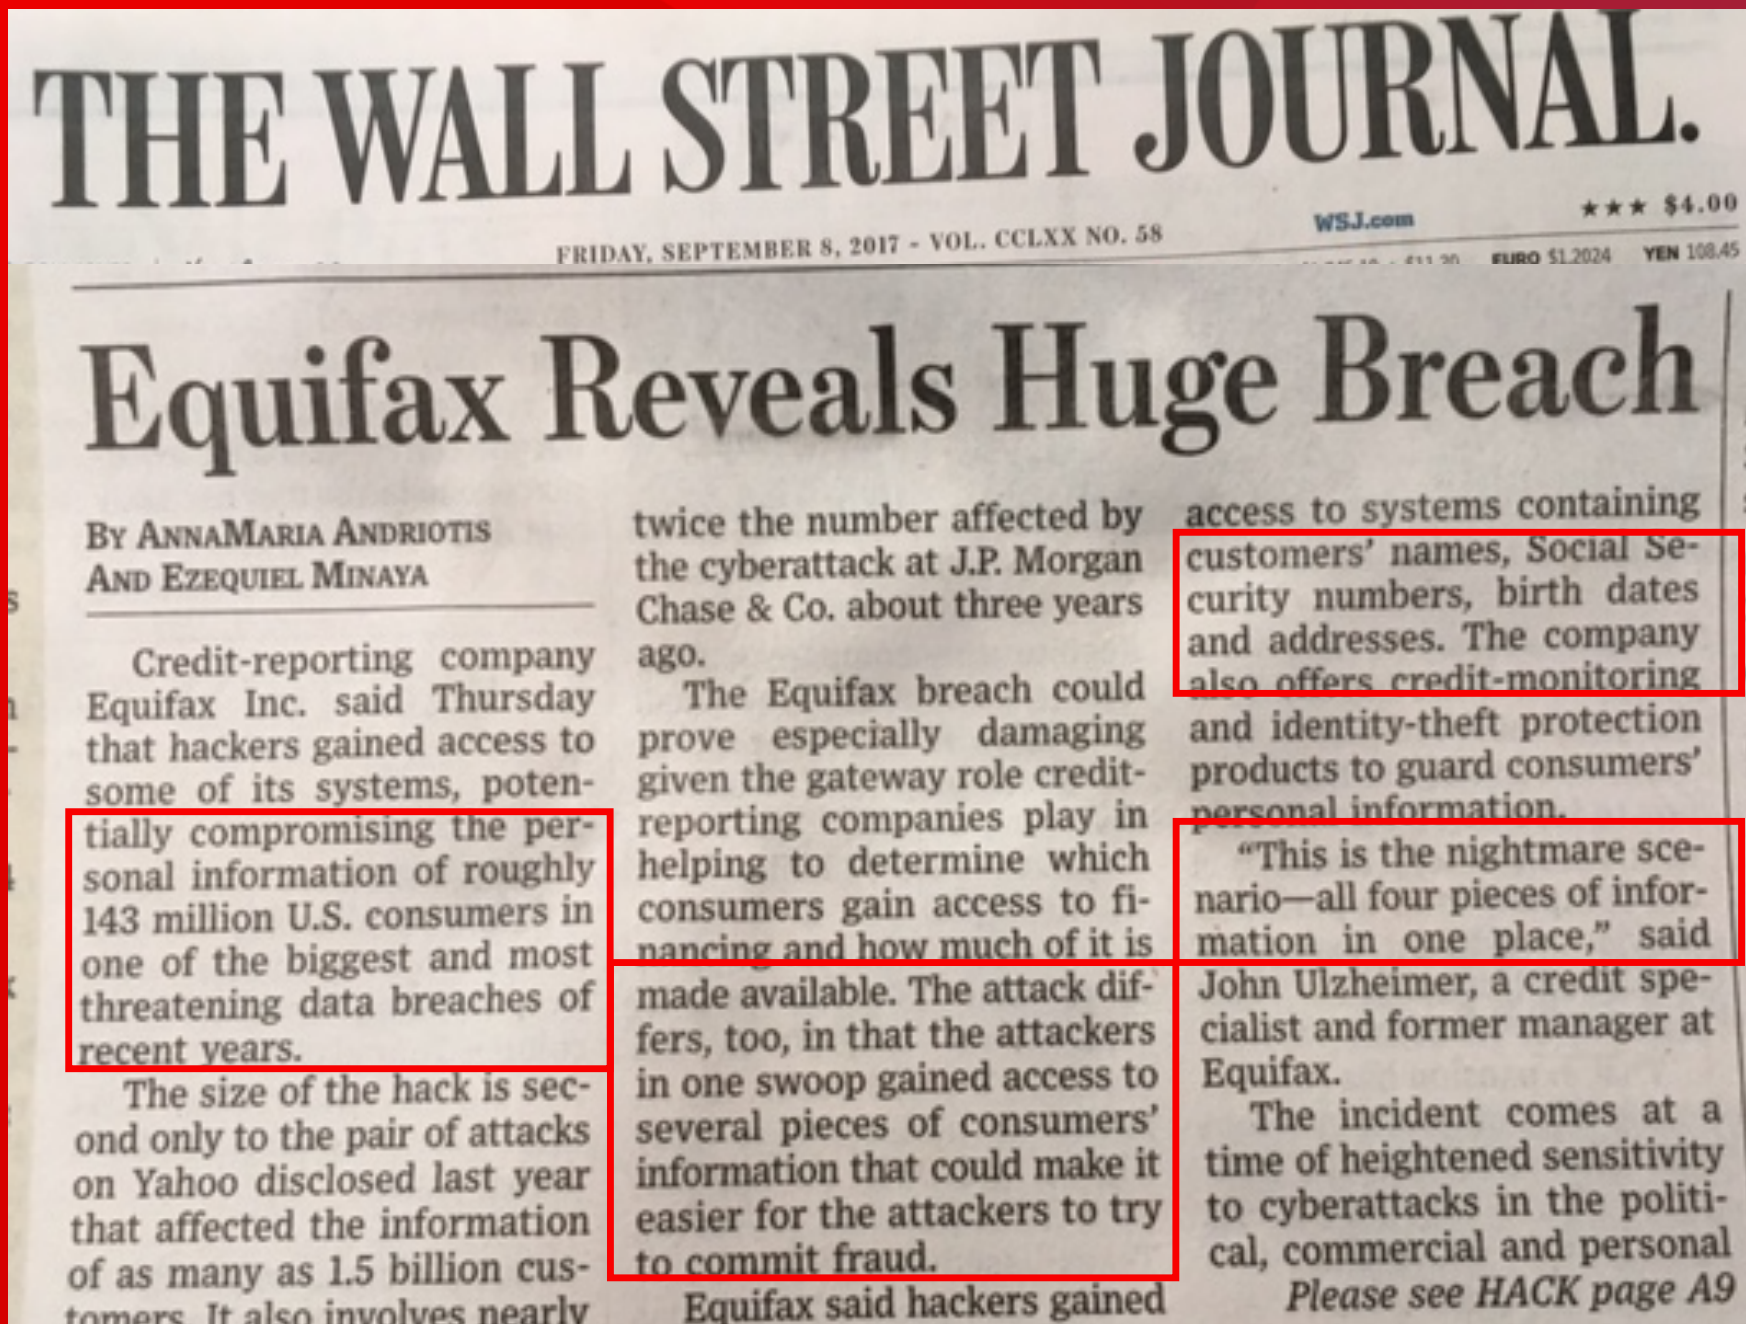 THE WALL STREET JOURNAL.
FRIDAY, SEPTEMBER 8, 2017 - VOL. CCLXX NO. 58
WSJ.com
★★★ $4.00
EURO $1.2024 YEN 108.45
Equifax Reveals Huge Breach
BY ANNAMARIA ANDRIOTIS
AND EZEQUIEL MINAYA
Credit-reporting company
Equifax Inc. said Thursday
that hackers gained access to
some of its systems, poten-
tially compromising the per-
sonal information of roughly
143 million U.S. consumers in
one of the biggest and most
threatening data breaches of
recent years.
The size of the hack is sec-
ond only to the pair of attacks
on Yahoo disclosed last year
that affected the information
of as many as 1.5 billion cus-
tomers. It also involves nearly
twice the number affected by
the cyberattack at J.P. Morgan
Chase & Co. about three years
ago.
The Equifax breach could
prove especially damaging
given the gateway role credit-
reporting companies play in
helping to determine which
consumers gain access to fi-
nancing and how much of it is
made available. The attack dif-
fers, too, in that the attackers
in one swoop gained access to
several pieces of consumers’
information that could make it
easier for the attackers to try
to commit fraud.
Equifax said hackers gained
access to systems containing
customers’ names, Social Se-
curity numbers, birth dates
and addresses. The company
also offers credit-monitoring
and identity-theft protection
products to guard consumers’
personal information.
“This is the nightmare sce-
nario—all four pieces of infor-
mation in one place,” said
John Ulzheimer, a credit spe-
cialist and former manager at
Equifax.
The incident comes at a
time of heightened sensitivity
to cyberattacks in the politi-
cal, commercial and personal
Please see HACK page A9